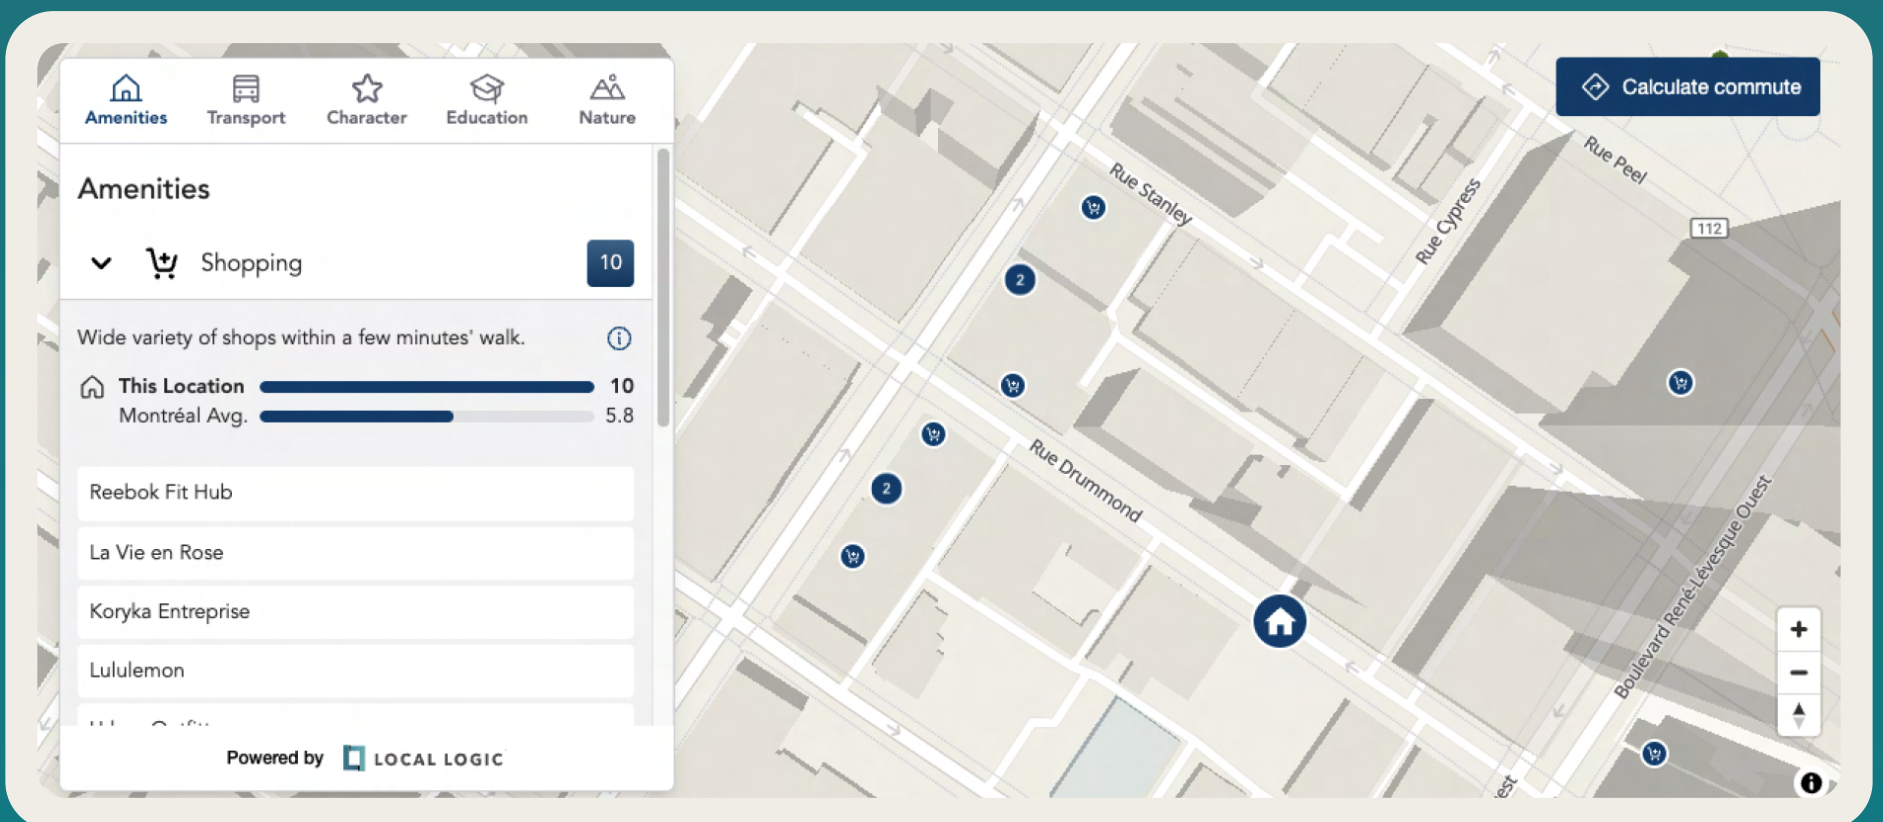 Amenities
Transport
Character
Education
Nature
Amenities
Shopping
10
Wide variety of shops within a few minutes' walk.
This Location
10
Montréal Avg.
5.8
Reebok Fit Hub
La Vie en Rose
Koryka Entreprise
Lululemon
Powered by
LOCAL LOGIC
Calculate commute
Rue Peel
Rue Stanley
Rue Cypress
112
2
Rue Drummond
2
Boulevard René-Lévesque Ouest